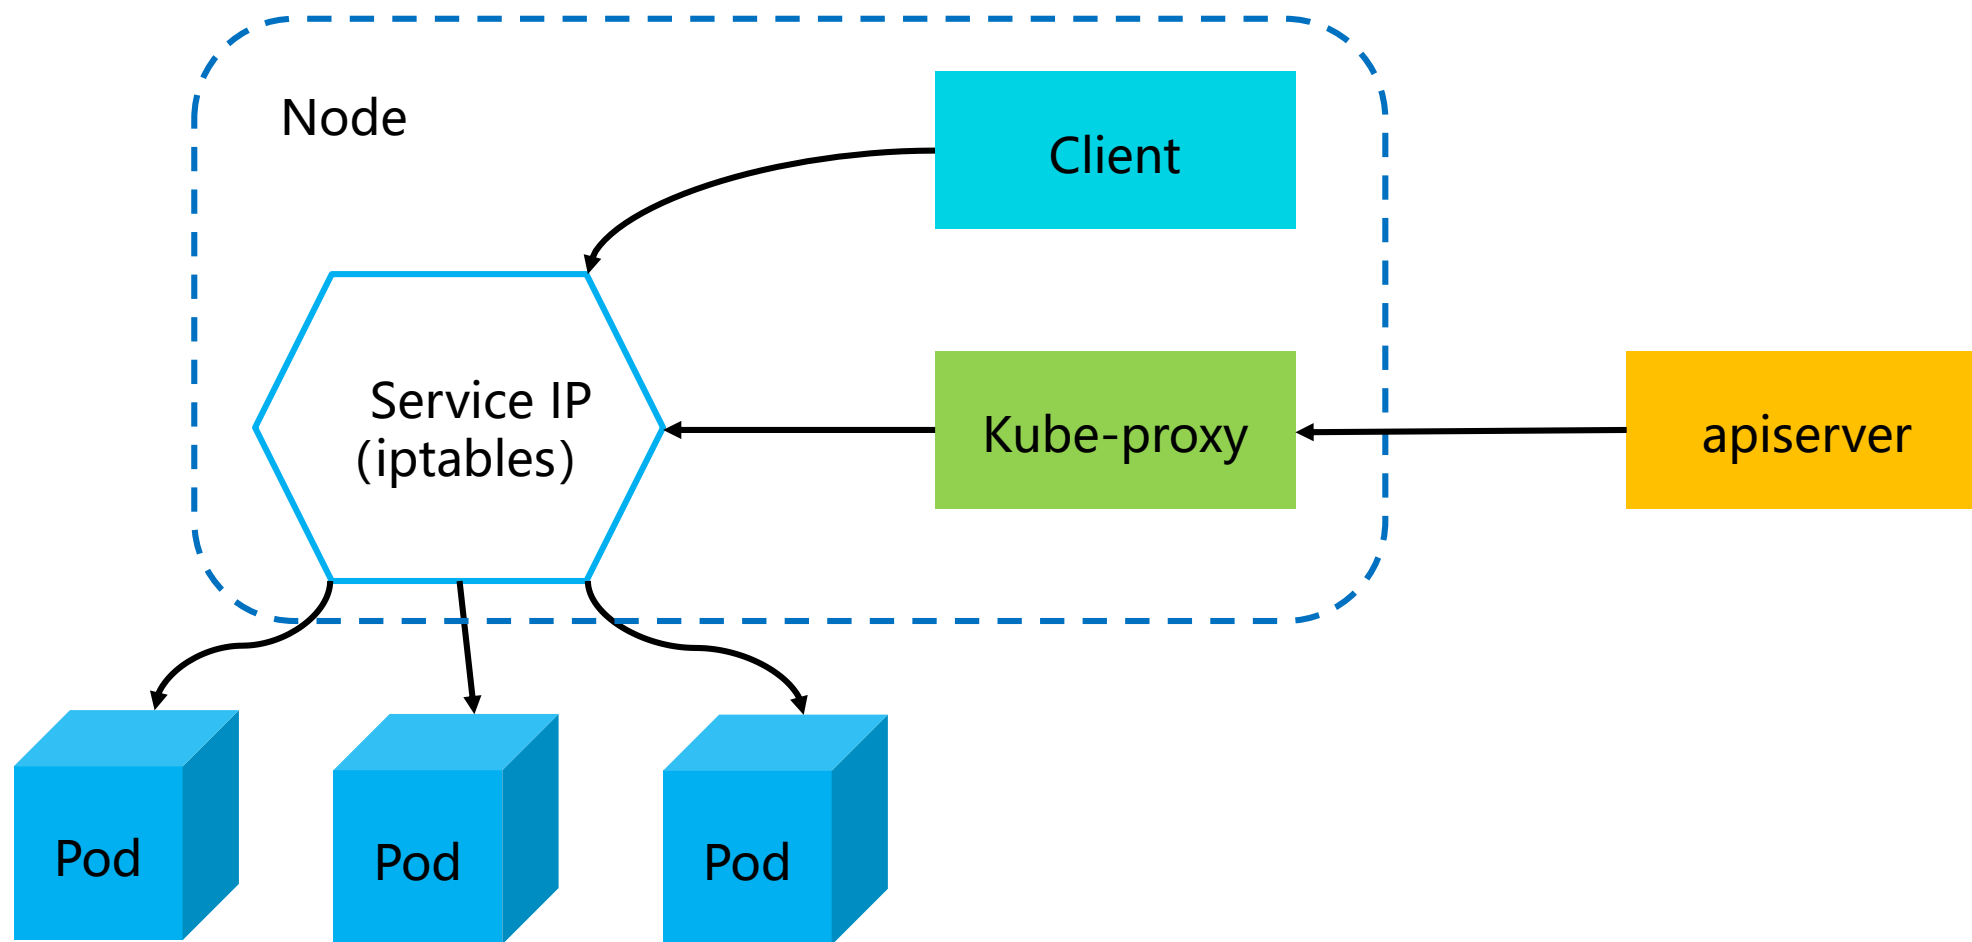 Node
Client
Service IP
（iptables）
Kube-proxy
apiserver
Pod
Pod
Pod